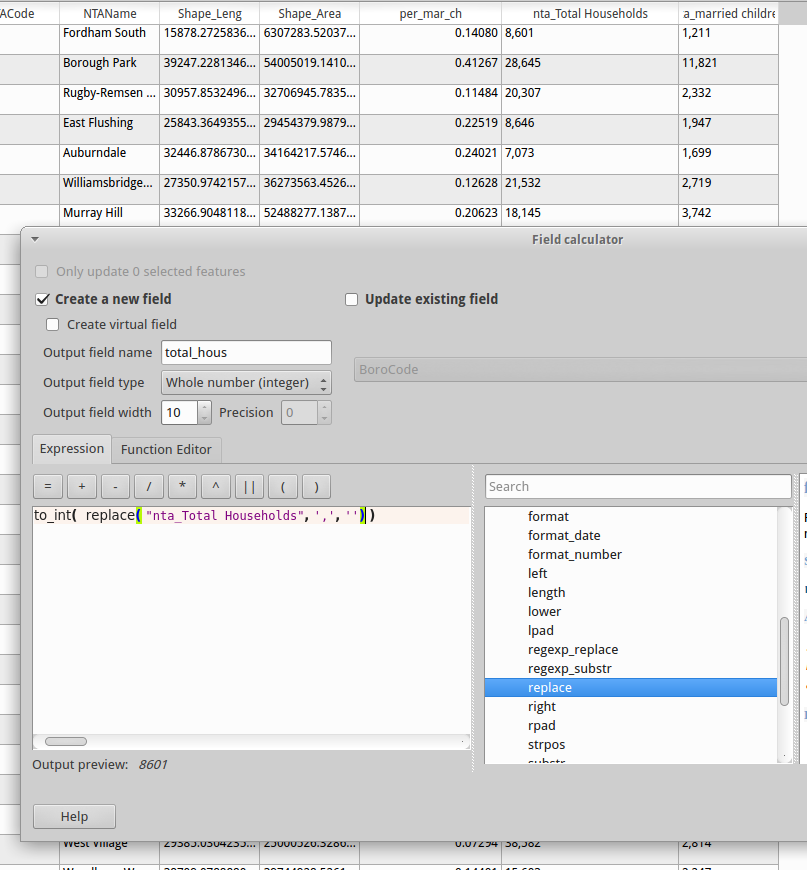 ACode NTAName Shape_Leng Shape_Area per_mar_ch nta_Total Households a_married childre
Fordham South 15878.2725836... 6307283.52037... 0.14080 8,601 1,211
Borough Park 39247.2281346... 54005019.1410... 0.41267 28,645 11,821
Rugby-Remsen ... 30957.8532496... 32706945.7835... 0.11484 20,307 2,332
East Flushing 25843.3649355... 29454379.9879... 0.22519 8,646 1,947
Auburndale 32446.8786730... 34164217.5746... 0.24021 7,073 1,699
Williamsbridge... 27350.9742157... 36273563.4526... 0.12628 21,532 2,719
Murray Hill 33266.9048118... 52488277.1387... 0.20623 18,145 3,742
Field calculator
Only update 0 selected features
Create a new field Update existing field
Create virtual field
Output field name total_hous
Output field type Whole number (integer) BoroCode
Output field width 10 Precision 0
Expression Function Editor
= + - / * ^ || ( ) Search
to_int( replace( "nta_Total Households", ',', '') )
format
format_date
format_number
left
length
lower
lpad
regexp_replace
regexp_substr
replace
right
rpad
strpos
substr
Output preview: 8601
Help
West Village 29385.0304235... 25000526.3286... 0.07294 38,582 2,814